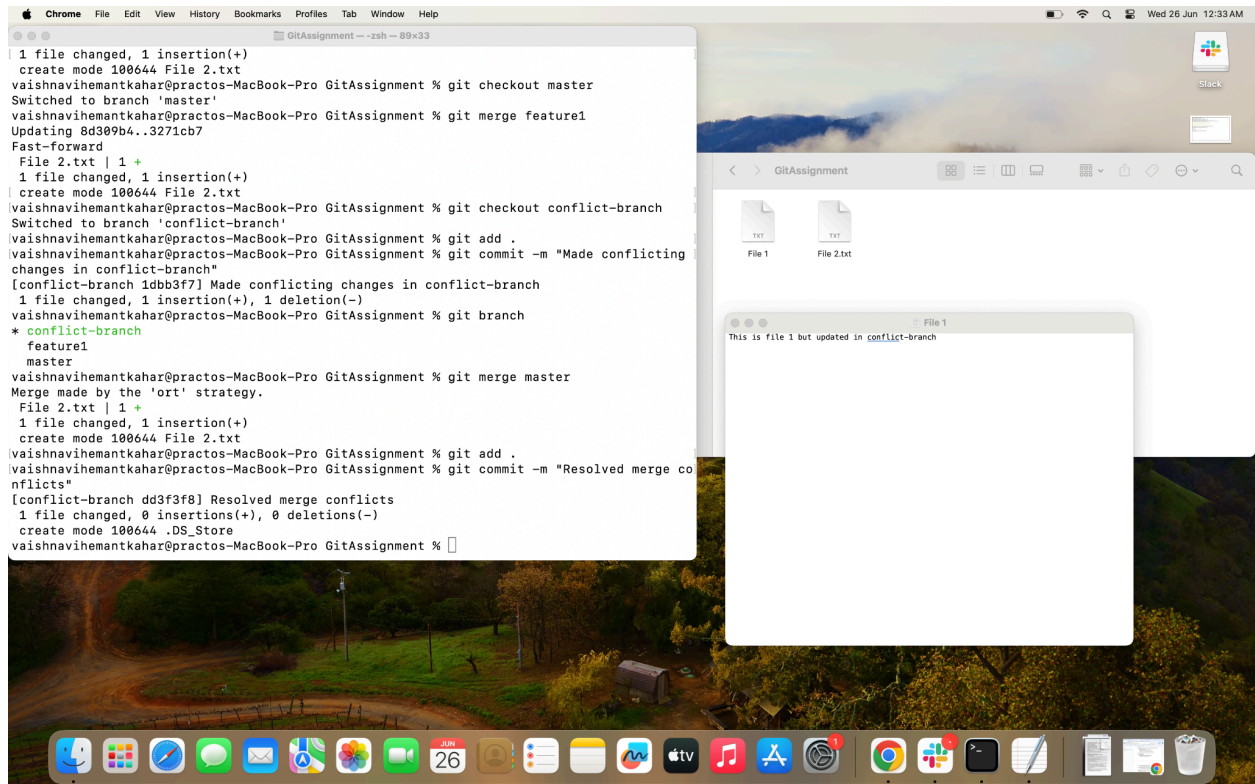 Chrome File Edit View History Bookmarks Profiles Tab Window Help
Wed 26 Jun 12:33 AM
GitAssignment — -zsh — 89×33
1 file changed, 1 insertion(+)
create mode 100644 File 2.txt
vaishnavihemantkahar@practos-MacBook-Pro GitAssignment % git checkout master
Switched to branch 'master'
vaishnavihemantkahar@practos-MacBook-Pro GitAssignment % git merge feature1
Updating 8d309b4..3271cb7
Fast-forward
File 2.txt | 1 +
1 file changed, 1 insertion(+)
create mode 100644 File 2.txt
vaishnavihemantkahar@practos-MacBook-Pro GitAssignment % git checkout conflict-branch
Switched to branch 'conflict-branch'
vaishnavihemantkahar@practos-MacBook-Pro GitAssignment % git add .
vaishnavihemantkahar@practos-MacBook-Pro GitAssignment % git commit -m "Made conflicting
changes in conflict-branch"
[conflict-branch 1dbb3f7] Made conflicting changes in conflict-branch
1 file changed, 1 insertion(+), 1 deletion(-)
vaishnavihemantkahar@practos-MacBook-Pro GitAssignment % git branch
* conflict-branch
feature1
master
vaishnavihemantkahar@practos-MacBook-Pro GitAssignment % git merge master
Merge made by the 'ort' strategy.
File 2.txt | 1 +
1 file changed, 1 insertion(+)
create mode 100644 File 2.txt
vaishnavihemantkahar@practos-MacBook-Pro GitAssignment % git add .
vaishnavihemantkahar@practos-MacBook-Pro GitAssignment % git commit -m "Resolved merge co
nflicts"
[conflict-branch dd3f3f8] Resolved merge conflicts
1 file changed, 0 insertions(+), 0 deletions(-)
create mode 100644 .DS_Store
vaishnavihemantkahar@practos-MacBook-Pro GitAssignment %
Slack
GitAssignment
TXT
TXT
File 1
File 2.txt
File 1
This is file 1 but updated in conflict-branch
JUN
26
tv
1
1